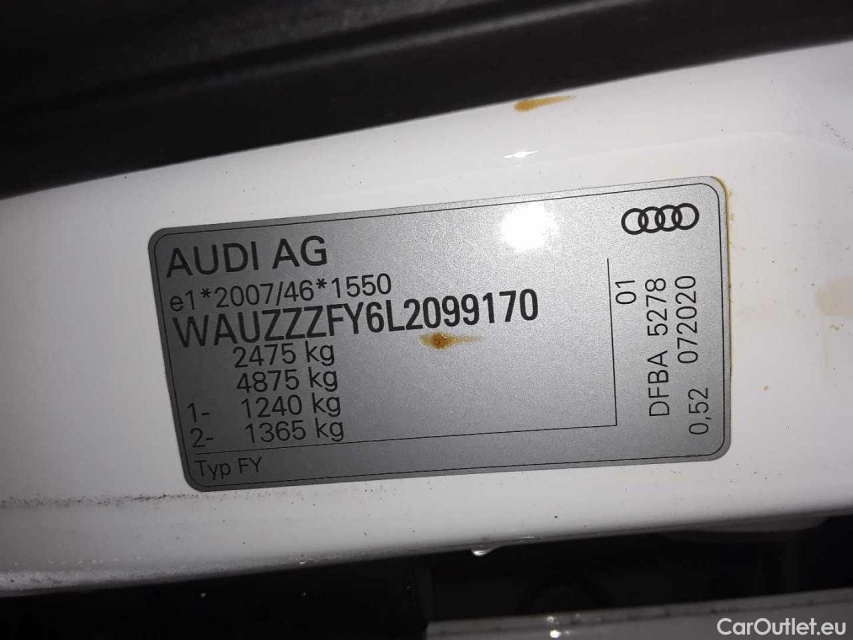 AUDI AG
e1*2007/46*1550
WAUZZZFY6L2099170
2475 kg
4875 kg
1- 1240 kg
2- 1365 kg
Typ FY
01
DFBA 5278
0,52 072020
CarOutlet.eu